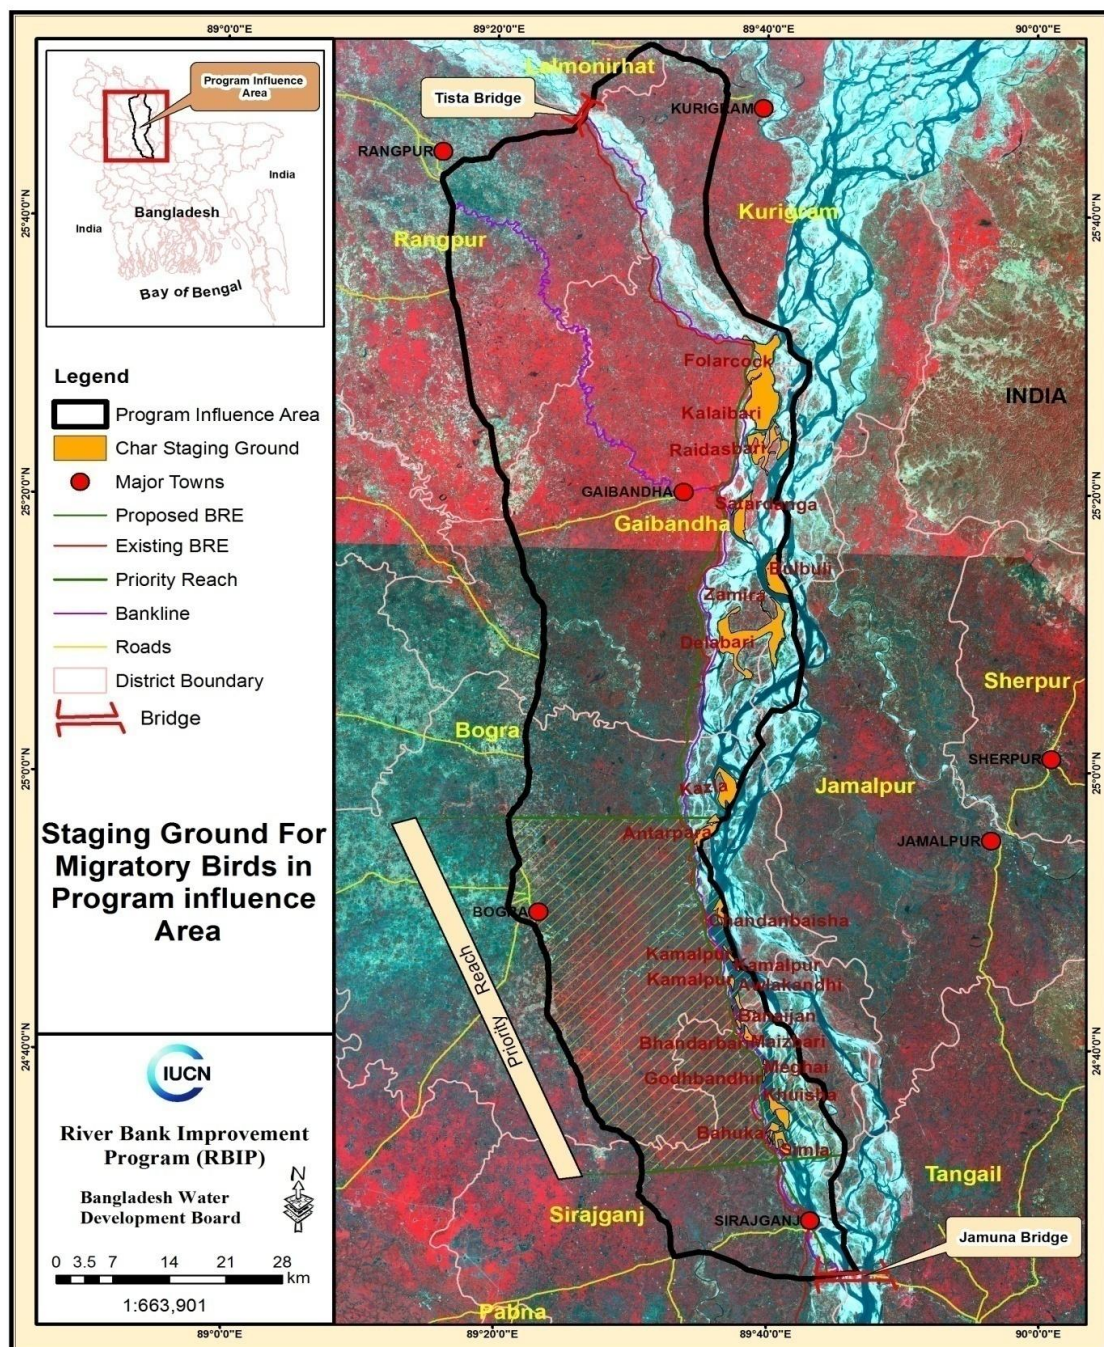 89°0'0"E
89°20'0"E
89°40'0"E
90°0'0"E
Program Influence
Area
India
Bangladesh
India
Bay of Bengal
Legend
Program Influence Area
Char Staging Ground
Major Towns
Proposed BRE
Existing BRE
Priority Reach
Bankline
Roads
District Boundary
Bridge
Staging Ground For
Migratory Birds in
Program influence
Area
IUCN
River Bank Improvement
Program (RBIP)
Bangladesh Water
Development Board
N
0 3.5 7 14 21 28
km
1:663,901
Lalmonirhat
Tista Bridge
KURIGRAM
RANGPUR
Kurigram
Rangpur
Folarcock
INDIA
Kalaibari
Raidasbari
GAIBANDHA
Gaibandha
Zamira
Delabari
Sherpur
Bogra
SHERPUR
Kazla
Jamalpur
Antarpara
JAMALPUR
BOGRA
Chandanbaisha
Kamalpur
Kamalpur
Kamalpur
Reach
Priority
Maizbari
Meghai
Khuisha
Bahuka
Simla
Tangail
Sirajganj
SIRAJGANJ
Jamuna Bridge
Pabna
25°40'0"N
25°20'0"N
25°0'0"N
24°40'0"N
25°40'0"N
25°20'0"N
25°0'0"N
24°40'0"N
89°0'0"E
89°20'0"E
89°40'0"E
90°0'0"E